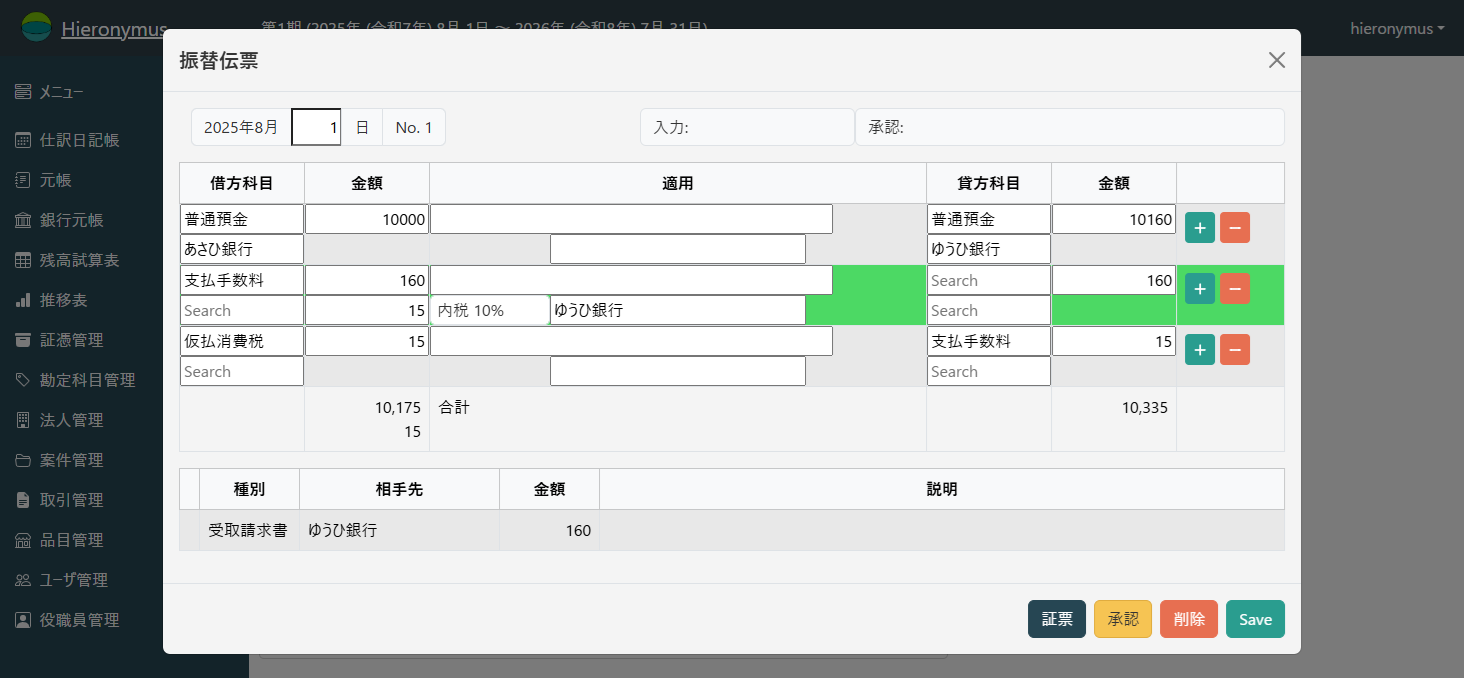 Hieronymus
第1期 (2025年 (令和7年) 8月 1日 〜 2026年 (令和8年) 7月 31日)
hieronymus
メニュー
仕訳日記帳
元帳
銀行元帳
残高試算表
推移表
証憑管理
勘定科目管理
法人管理
案件管理
取引管理
品目管理
ユーザ管理
役職員管理
振替伝票
2025年8月 1 日 No. 1 入力: 承認:
借方科目 金額 適用 貸方科目 金額
普通預金 10000 普通預金 10160 + −
あさひ銀行 ゆうひ銀行
支払手数料 160 Search 160 + −
Search 15 内税 10% ゆうひ銀行 Search
仮払消費税 15 支払手数料 15 + −
Search Search
10,175 合計 10,335
15
種別 相手先 金額 説明
受取請求書 ゆうひ銀行 160
証票 承認 削除 Save